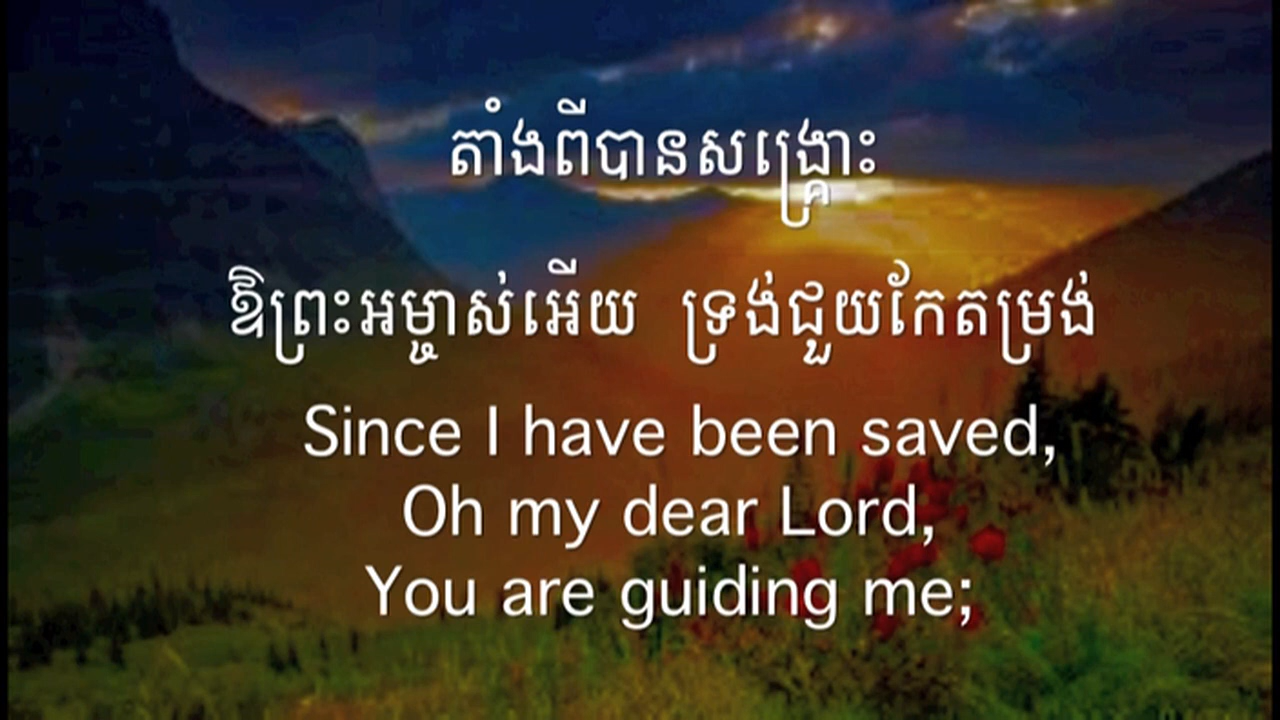 តាំងពីបានសង្គ្រោះ
ឱព្រះអម្ចាស់អើយ ទ្រង់ជួយកែតម្រង់
Since I have been saved,
Oh my dear Lord,
You are guiding me;